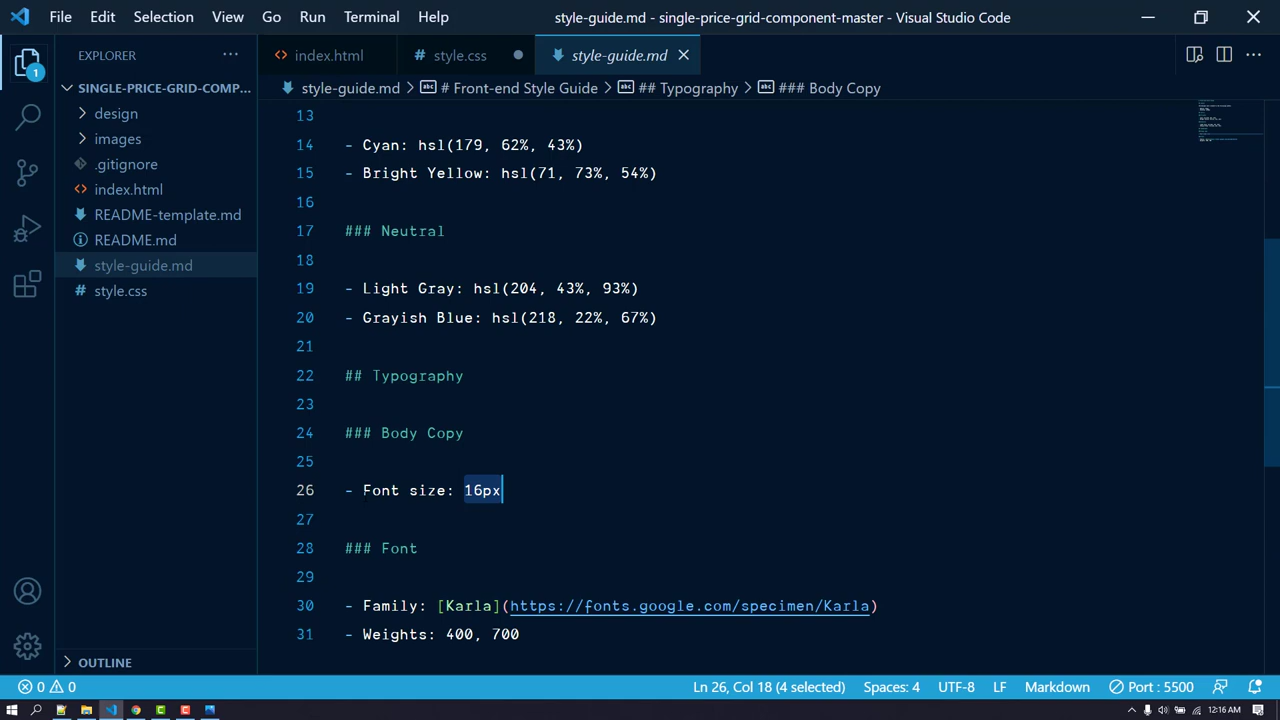 File Edit Selection View Go Run Terminal Help style-guide.md - single-price-grid-component-master - Visual Studio Code
EXPLORER
index.html style.css style-guide.md
SINGLE-PRICE-GRID-COMP...
style-guide.md # Front-end Style Guide ## Typography ### Body Copy
design
images
.gitignore
index.html
README-template.md
README.md
style-guide.md
style.css
OUTLINE
1
13
14 - Cyan: hsl(179, 62%, 43%)
15 - Bright Yellow: hsl(71, 73%, 54%)
16
17 ### Neutral
18
19 - Light Gray: hsl(204, 43%, 93%)
20 - Grayish Blue: hsl(218, 22%, 67%)
21
22 ## Typography
23
24 ### Body Copy
25
26 - Font size: 16px
27
28 ### Font
29
30 - Family: [Karla](https://fonts.google.com/specimen/Karla)
31 - Weights: 400, 700
0 0 Ln 26, Col 18 (4 selected) Spaces: 4 UTF-8 LF Markdown Port : 5500
12:16 AM